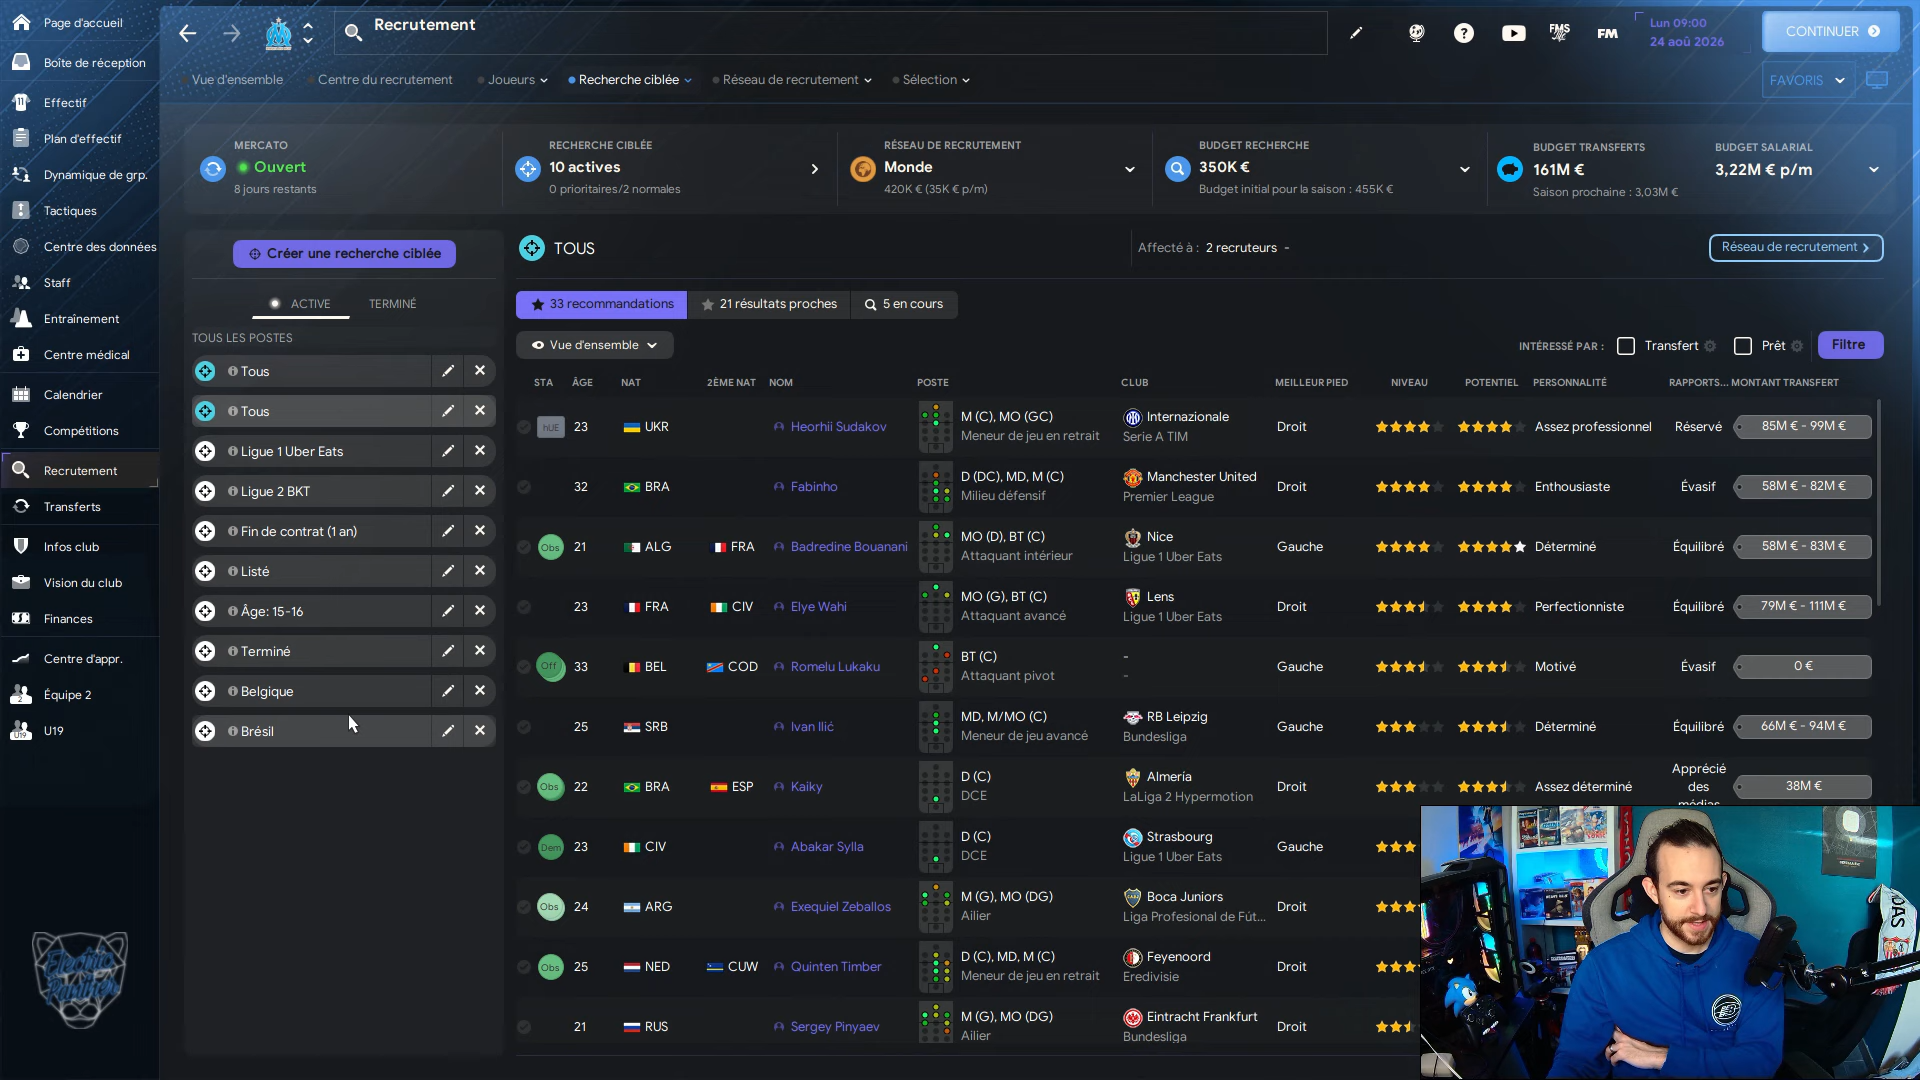 Page d'accueil
Boîte de réception
Effectif
Plan d'effectif
Dynamique de grp.
Tactiques
Centre des données
Staff
Entraînement
Centre médical
Calendrier
Compétitions
Recrutement
Transferts
Infos club
Vision du club
Finances
Centre d'appr.
Équipe 2
U19
Recrutement
FMS
FM
Lun 09:00
24 aoû 2026
CONTINUER
Vue d'ensemble
Centre du recrutement
Joueurs
Recherche ciblée
Réseau de recrutement
Sélection
FAVORIS
MERCATO
Ouvert
8 jours restants
RECHERCHE CIBLÉE
10 actives
0 prioritaires/2 normales
RÉSEAU DE RECRUTEMENT
Monde
420K € (35K € p/m)
BUDGET RECHERCHE
350K €
Budget initial pour la saison : 455K €
BUDGET TRANSFERTS
161M €
Saison prochaine : 3,03M €
BUDGET SALARIAL
3,22M € p/m
Créer une recherche ciblée
ACTIVE
TERMINÉ
TOUS LES POSTES
Tous
Tous
Ligue 1 Uber Eats
Ligue 2 BKT
Fin de contrat (1 an)
Listé
Âge: 15-16
Terminé
Belgique
Brésil
TOUS
Affecté à : 2 recruteurs -
Réseau de recrutement
33 recommandations
21 résultats proches
5 en cours
Vue d'ensemble
INTÉRESSÉ PAR :
Transfert
Prêt
Filtre
STA ÂGE NAT 2ÈME NAT NOM POSTE CLUB MEILLEUR PIED NIVEAU POTENTIEL PERSONNALITÉ RAPPORTS... MONTANT TRANSFERT
hUE 23 UKR Heorhii Sudakov M (C), MO (GC) Internazionale Droit Assez professionnel Réservé 85M € - 99M €
Meneur de jeu en retrait Serie A TIM
32 BRA Fabinho D (DC), MD, M (C) Manchester United Droit Enthousiaste Évasif 58M € - 82M €
Milieu défensif Premier League
Obs 21 ALG FRA Badredine Bouanani MO (D), BT (C) Nice Gauche Déterminé Équilibré 58M € - 83M €
Attaquant intérieur Ligue 1 Uber Eats
23 FRA CIV Elye Wahi MO (G), BT (C) Lens Droit Perfectionniste Équilibré 79M € - 111M €
Attaquant avancé Ligue 1 Uber Eats
Off 33 BEL COD Romelu Lukaku BT (C) - Gauche Motivé Évasif 0 €
Attaquant pivot -
25 SRB Ivan Ilić MD, M/MO (C) RB Leipzig Gauche Déterminé Équilibré 66M € - 94M €
Meneur de jeu avancé Bundesliga
Obs 22 BRA ESP Kaiky D (C) Almería Droit Assez déterminé Apprécié des médias 38M €
DCE LaLiga 2 Hypermotion
Dem 23 CIV Abakar Sylla D (C) Strasbourg Gauche
DCE Ligue 1 Uber Eats
Obs 24 ARG Exequiel Zeballos M (G), MO (DG) Boca Juniors Droit
Ailier Liga Profesional de Fút...
Obs 25 NED CUW Quinten Timber D (C), MD, M (C) Feyenoord Droit
Meneur de jeu en retrait Eredivisie
21 RUS Sergey Pinyaev M (G), MO (DG) Eintracht Frankfurt Droit
Ailier Bundesliga
Electric
Panther